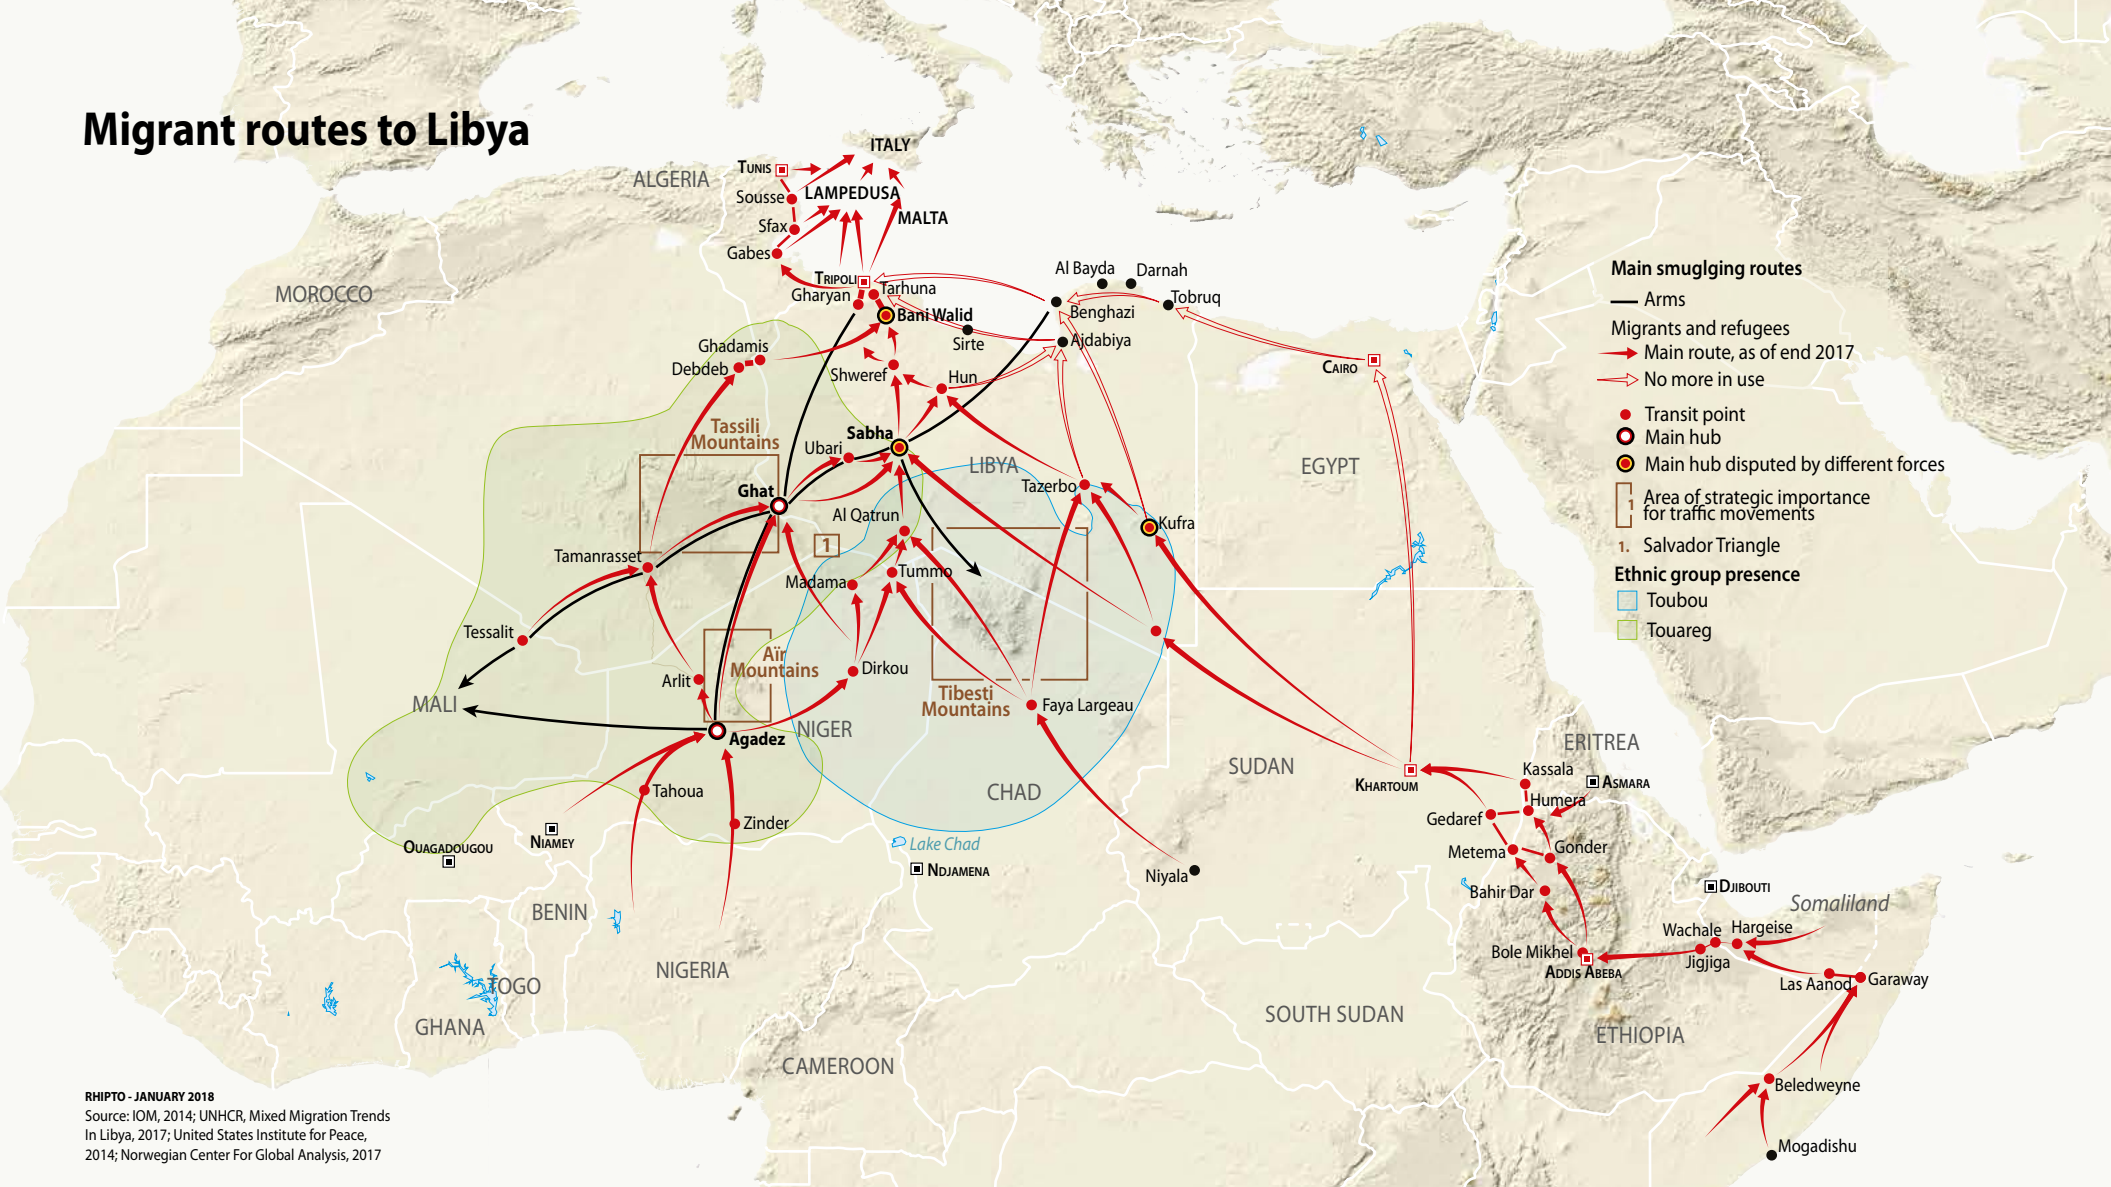 Migrant routes to Libya
ITALY
TUNIS
ALGERIA
Sousse
LAMPEDUSA
MALTA
Sfax
Gabes
Al Bayda
Darnah
TRIPOLI
Tarhuna
Gharyan
MOROCCO
Tobruq
Benghazi
Bani Walid
Sirte
Ajdabiya
Ghadamis
Debdeb
Shweref
Hun
CAIRO
Tassili
Mountains
Sabha
Ubari
LIBYA
EGYPT
Ghat
Tazerbo
Al Qatrun
Kufra
1
Tamanrasset
Madama
Tummo
Tessalit
Aïr
Mountains
Arlit
Dirkou
MALI
Tibesti
Mountains
Faya Largeau
NIGER
Agadez
ERITREA
SUDAN
KHARTOUM
Kassala
ASMARA
CHAD
Tahoua
Humera
Zinder
Gedaref
NIAMEY
OUAGADOUGOU
Lake Chad
Gonder
Metema
NDJAMENA
Niyala
Bahir Dar
DJIBOUTI
Somaliland
BENIN
Wachale
Hargeise
Bole Mikhel
ADDIS ABEBA
Jigjiga
NIGERIA
Las Aanod
Garaway
TOGO
GHANA
SOUTH SUDAN
ETHIOPIA
CAMEROON
Beledweyne
Mogadishu
Main smuglging routes
Arms
Migrants and refugees
Main route, as of end 2017
No more in use
Transit point
Main hub
Main hub disputed by different forces
1
Area of strategic importance
for traffic movements
1. Salvador Triangle
Ethnic group presence
Toubou
Touareg
RHIPTO - JANUARY 2018
Source: IOM, 2014; UNHCR, Mixed Migration Trends
In Libya, 2017; United States Institute for Peace,
2014; Norwegian Center For Global Analysis, 2017